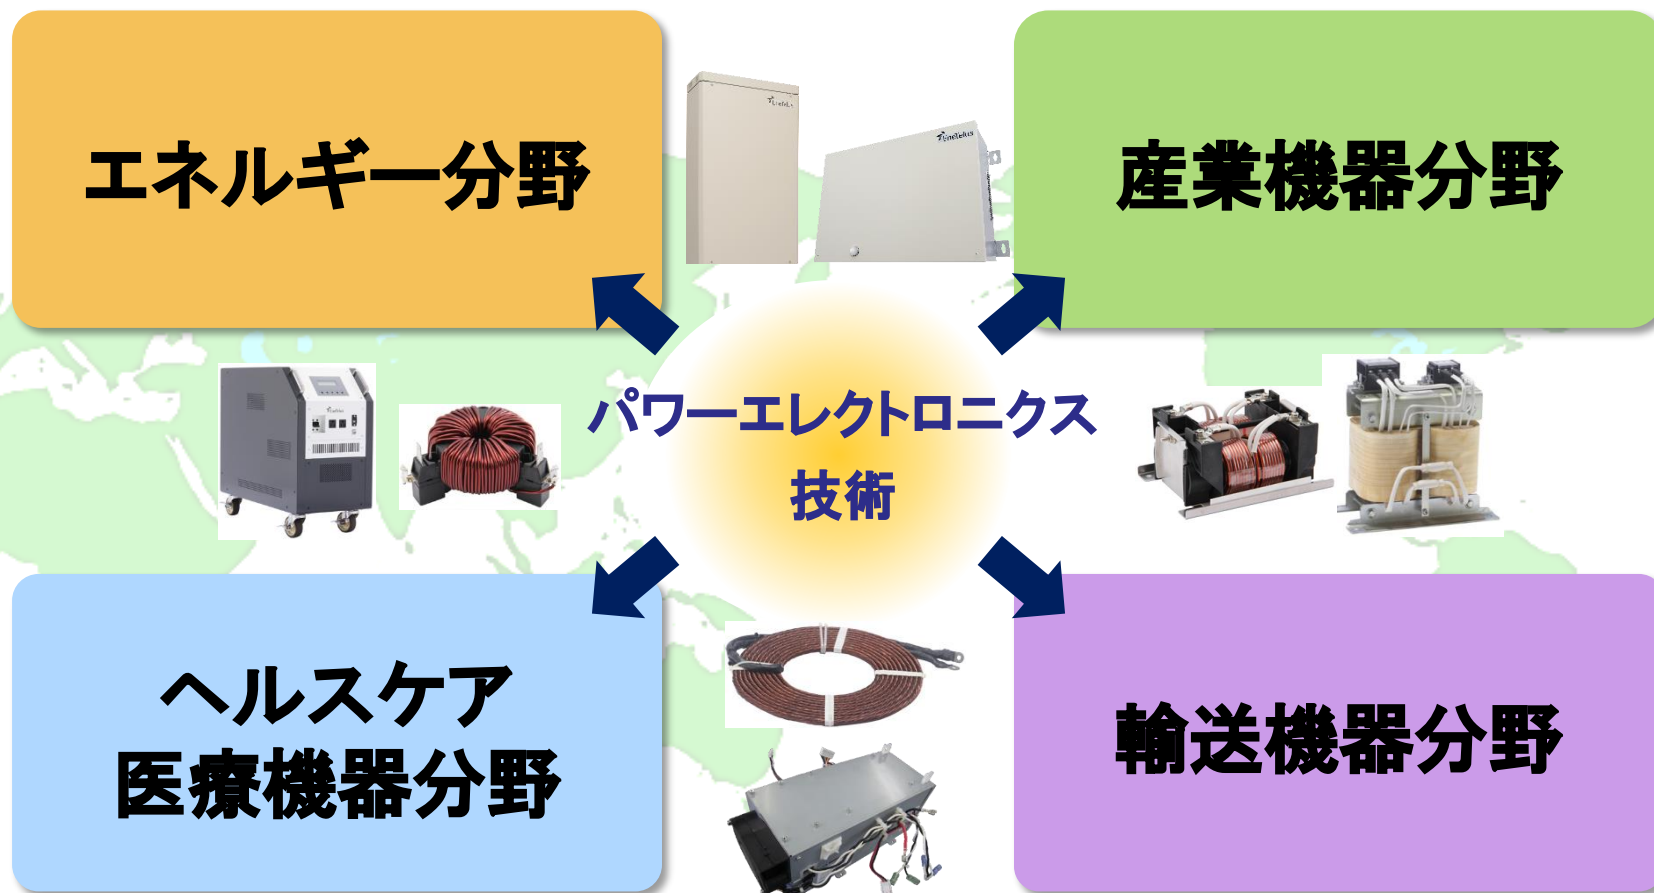 エネルギー分野
産業機器分野
LineTelus
パワーエレクトロニクス
技術
ヘルスケア
医療機器分野
輸送機器分野